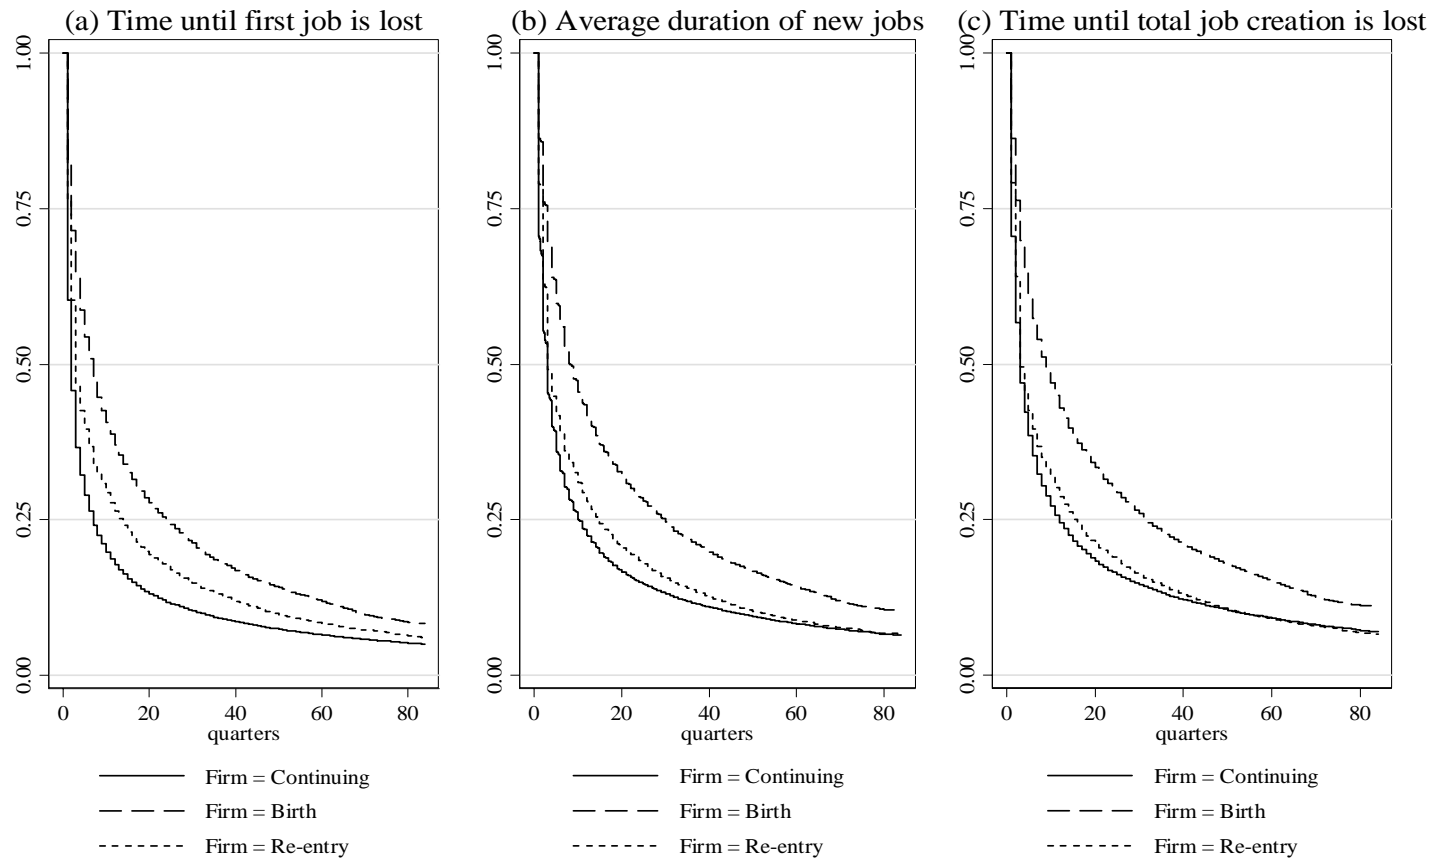 (a) Time until first job is lost
(b) Average duration of new jobs
(c) Time until total job creation is lost
1.00
0.75
0.50
0.25
0.00
0 20 40 60 80
quarters
Firm = Continuing
Firm = Birth
Firm = Re-entry
1.00
0.75
0.50
0.25
0.00
0 20 40 60 80
quarters
Firm = Continuing
Firm = Birth
Firm = Re-entry
1.00
0.75
0.50
0.25
0.00
0 20 40 60 80
quarters
Firm = Continuing
Firm = Birth
Firm = Re-entry